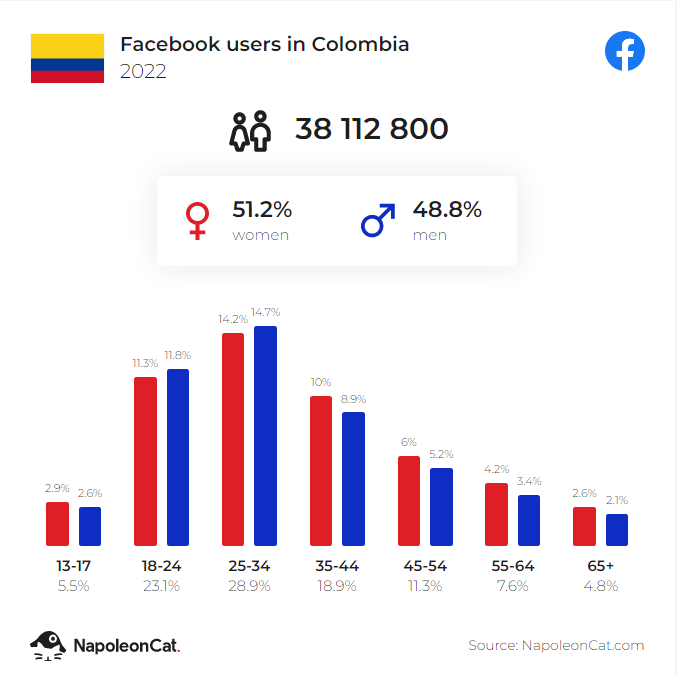 Facebook users in Colombia
2022
38 112 800
51.2% 48.8%
women men
14.2% 14.7%
11.3% 11.8%
10% 8.9%
6% 5.2%
2.9% 2.6% 4.2% 3.4% 2.6% 2.1%
13-17 18-24 25-34 35-44 45-54 55-64 65+
5.5% 23.1% 28.9% 18.9% 11.3% 7.6% 4.8%
NapoleonCat. Source: NapoleonCat.com